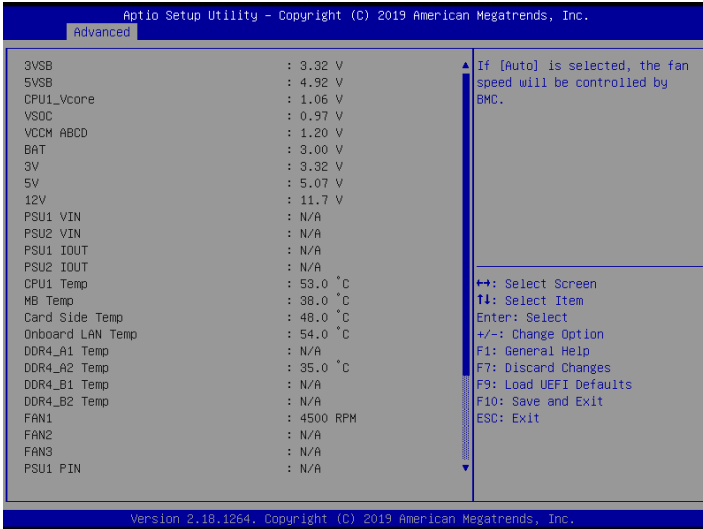 Aptio Setup Utility – Copyright (C) 2019 American Megatrends, Inc.
Advanced
3VSB : 3.32 V
5VSB : 4.92 V
CPU1_Vcore : 1.06 V
VSOC : 0.97 V
VCCM ABCD : 1.20 V
BAT : 3.00 V
3V : 3.32 V
5V : 5.07 V
12V : 11.7 V
PSU1 VIN : N/A
PSU2 VIN : N/A
PSU1 IOUT : N/A
PSU2 IOUT : N/A
CPU1 Temp : 53.0 °C
MB Temp : 38.0 °C
Card Side Temp : 48.0 °C
Onboard LAN Temp : 54.0 °C
DDR4_A1 Temp : N/A
DDR4_A2 Temp : 35.0 °C
DDR4_B1 Temp : N/A
DDR4_B2 Temp : N/A
FAN1 : 4500 RPM
FAN2 : N/A
FAN3 : N/A
PSU1 PIN : N/A
If [Auto] is selected, the fan
speed will be controlled by
BMC.
↔: Select Screen
↑↓: Select Item
Enter: Select
+/-: Change Option
F1: General Help
F7: Discard Changes
F9: Load UEFI Defaults
F10: Save and Exit
ESC: Exit
Version 2.18.1264. Copyright (C) 2019 American Megatrends, Inc.